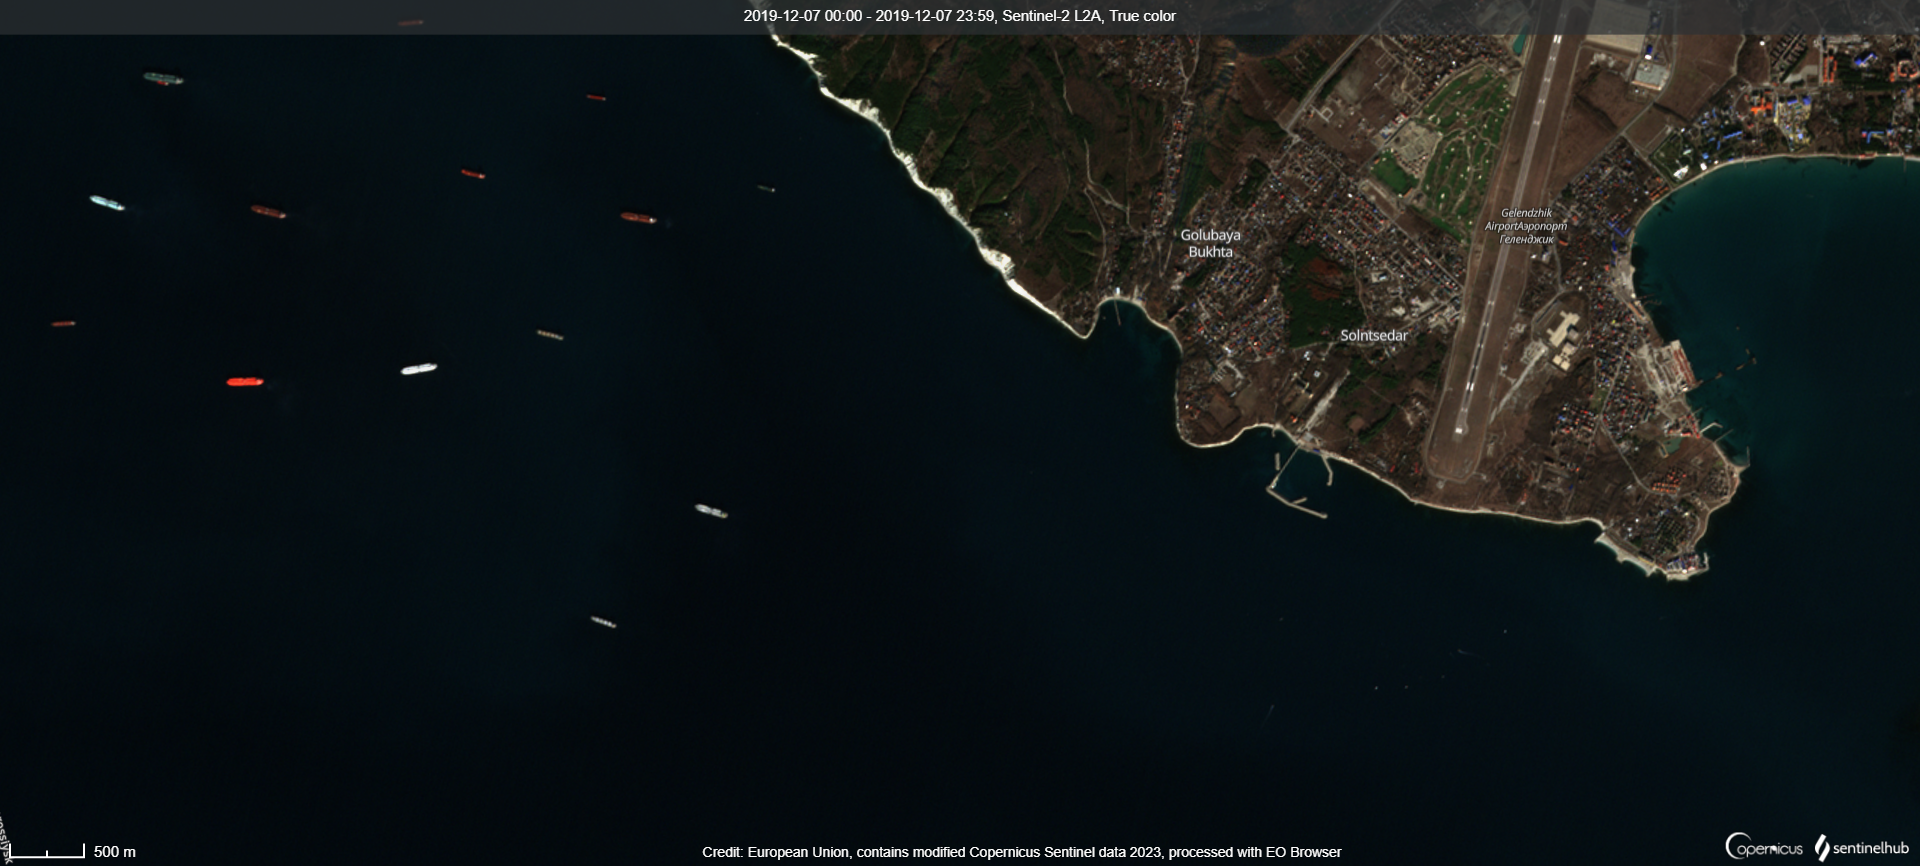 2019-12-07 00:00 - 2019-12-07 23:59, Sentinel-2 L2A, True color
Gelendzhik
AirportАэропорт
Геленджик
Golubaya
Bukhta
Solntsedar
500 m
Credit: European Union, contains modified Copernicus Sentinel data 2023, processed with EO Browser
Copernicus
sentinelhub